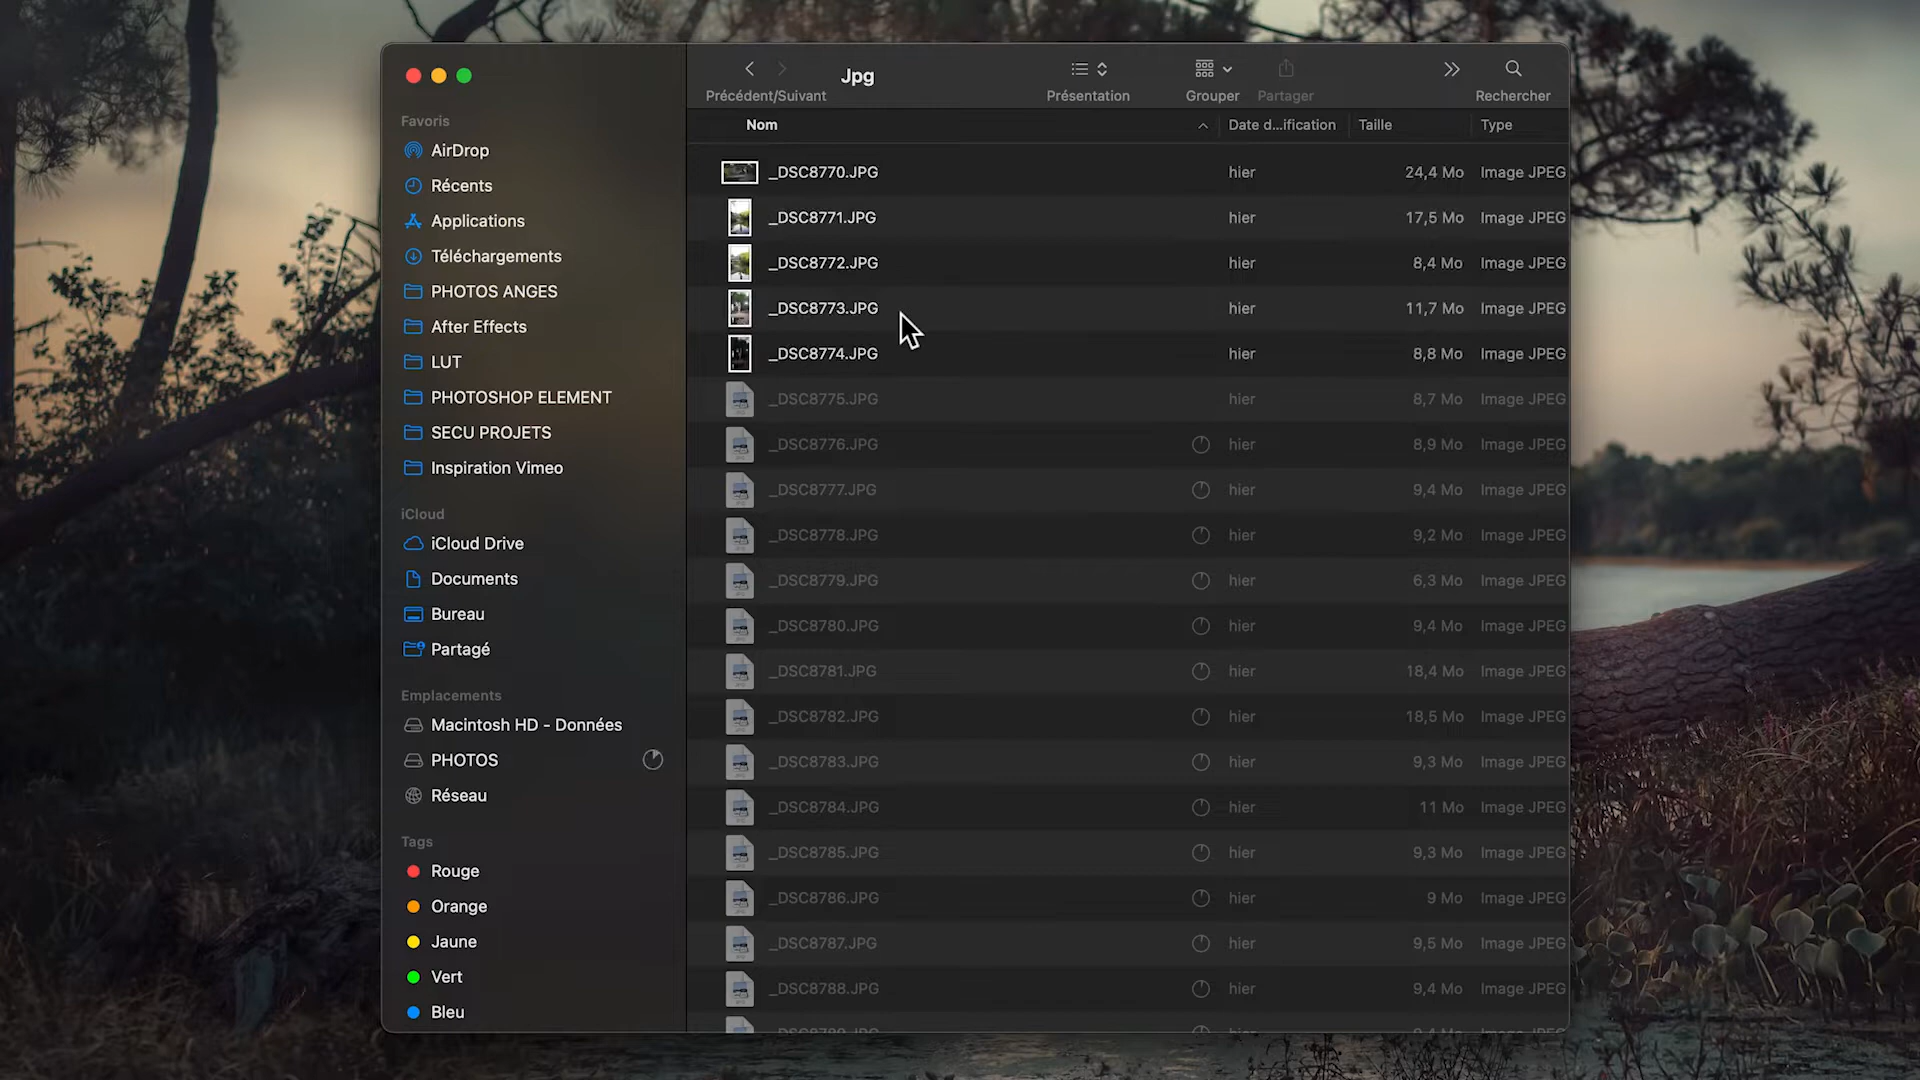 Précédent/Suivant
Jpg
Présentation
Grouper
Partager
Rechercher
Favoris
AirDrop
Récents
Applications
Téléchargements
PHOTOS ANGES
After Effects
LUT
PHOTOSHOP ELEMENT
SECU PROJETS
Inspiration Vimeo
iCloud
iCloud Drive
Documents
Bureau
Partagé
Emplacements
Macintosh HD - Données
PHOTOS
Réseau
Tags
Rouge
Orange
Jaune
Vert
Bleu
Nom Date d...ification Taille Type
_DSC8770.JPG hier 24,4 Mo Image JPEG
_DSC8771.JPG hier 17,5 Mo Image JPEG
_DSC8772.JPG hier 8,4 Mo Image JPEG
_DSC8773.JPG hier 11,7 Mo Image JPEG
_DSC8774.JPG hier 8,8 Mo Image JPEG
_DSC8775.JPG hier 8,7 Mo Image JPEG
_DSC8776.JPG hier 8,9 Mo Image JPEG
_DSC8777.JPG hier 9,4 Mo Image JPEG
_DSC8778.JPG hier 9,2 Mo Image JPEG
_DSC8779.JPG hier 6,3 Mo Image JPEG
_DSC8780.JPG hier 9,4 Mo Image JPEG
_DSC8781.JPG hier 18,4 Mo Image JPEG
_DSC8782.JPG hier 18,5 Mo Image JPEG
_DSC8783.JPG hier 9,3 Mo Image JPEG
_DSC8784.JPG hier 11 Mo Image JPEG
_DSC8785.JPG hier 9,3 Mo Image JPEG
_DSC8786.JPG hier 9 Mo Image JPEG
_DSC8787.JPG hier 9,5 Mo Image JPEG
_DSC8788.JPG hier 9,4 Mo Image JPEG